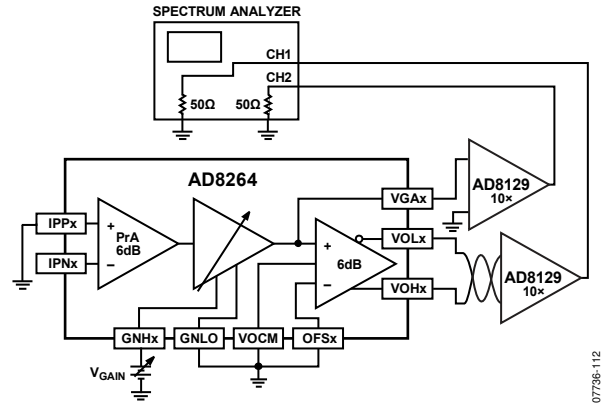 SPECTRUM ANALYZER
CH1
CH2
50Ω
50Ω
AD8264
IPPx
IPNx
+
PrA
6dB
−
+
6dB
−
VGAx
VOLx
VOHx
AD8129
10×
AD8129
10×
GNHx
GNLO
VOCM
OFSx
VGAIN
07736-112